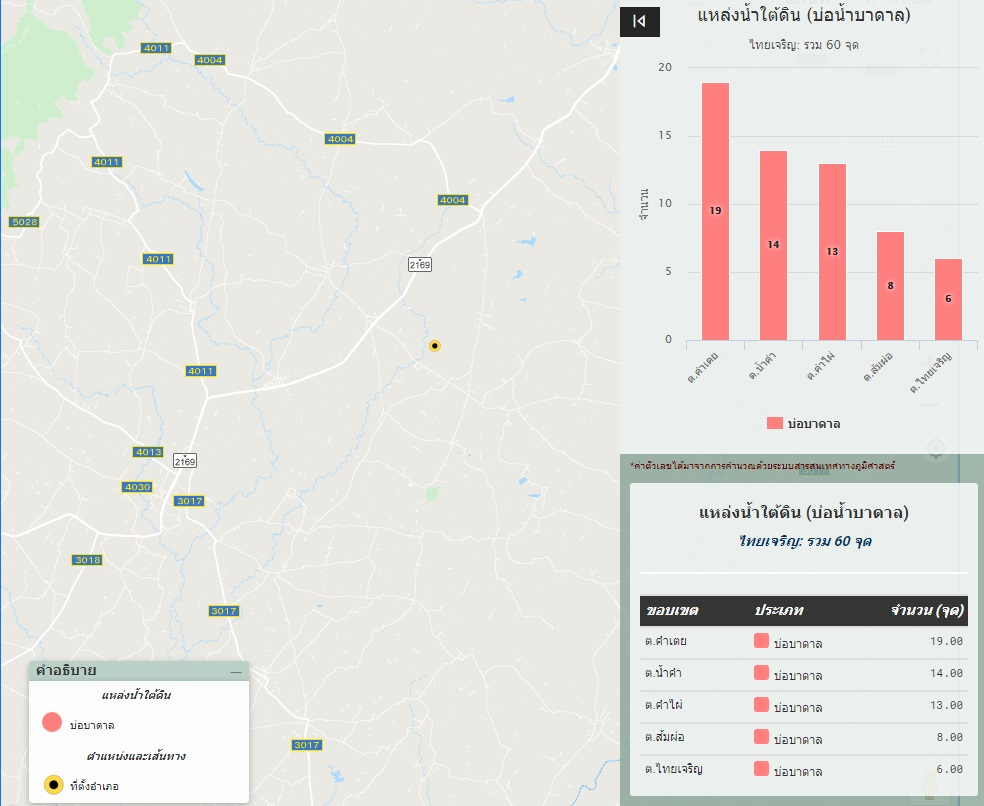 4011
4004
4004
4011
4004
5028
4011
2169
4011
4013
2169
4030
3017
3018
3017
3017
คำอธิบาย
แหล่งน้ำใต้ดิน
บ่อบาดาล
ตำแหน่งและเส้นทาง
ที่ตั้งอำเภอ
แหล่งน้ำใต้ดิน (บ่อน้ำบาดาล)
ไทยเจริญ: รวม 60 จุด
จำนวน
20
15
10
5
0
19
14
13
8
6
ต.คำเตย
ต.น้ำคำ
ต.คำไผ่
ต.ส้มผ่อ
ต.ไทยเจริญ
บ่อบาดาล
*ค่าตัวเลขได้มาจากการคำนวณด้วยระบบสารสนเทศทางภูมิศาสตร์
แหล่งน้ำใต้ดิน (บ่อน้ำบาดาล)
ไทยเจริญ: รวม 60 จุด
ขอบเขต ประเภท จำนวน (จุด)
ต.คำเตย บ่อบาดาล 19.00
ต.น้ำคำ บ่อบาดาล 14.00
ต.คำไผ่ บ่อบาดาล 13.00
ต.ส้มผ่อ บ่อบาดาล 8.00
ต.ไทยเจริญ บ่อบาดาล 6.00